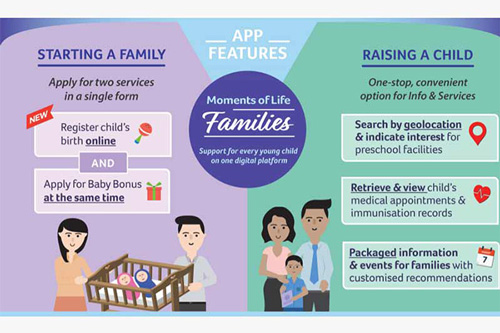 APP
FEATURES
STARTING A FAMILY
Apply for two services
in a single form
NEW
Register child's
birth online
AND
Apply for Baby Bonus
at the same time
Moments of Life
Families
Support for every young child
on one digital platform
RAISING A CHILD
One-stop, convenient
option for Info & Services
Search by geolocation
& indicate interest for
preschool facilities
Retrieve & view child's
medical appointments &
immunisation records
Packaged information
& events for families with
customised recommendations
7